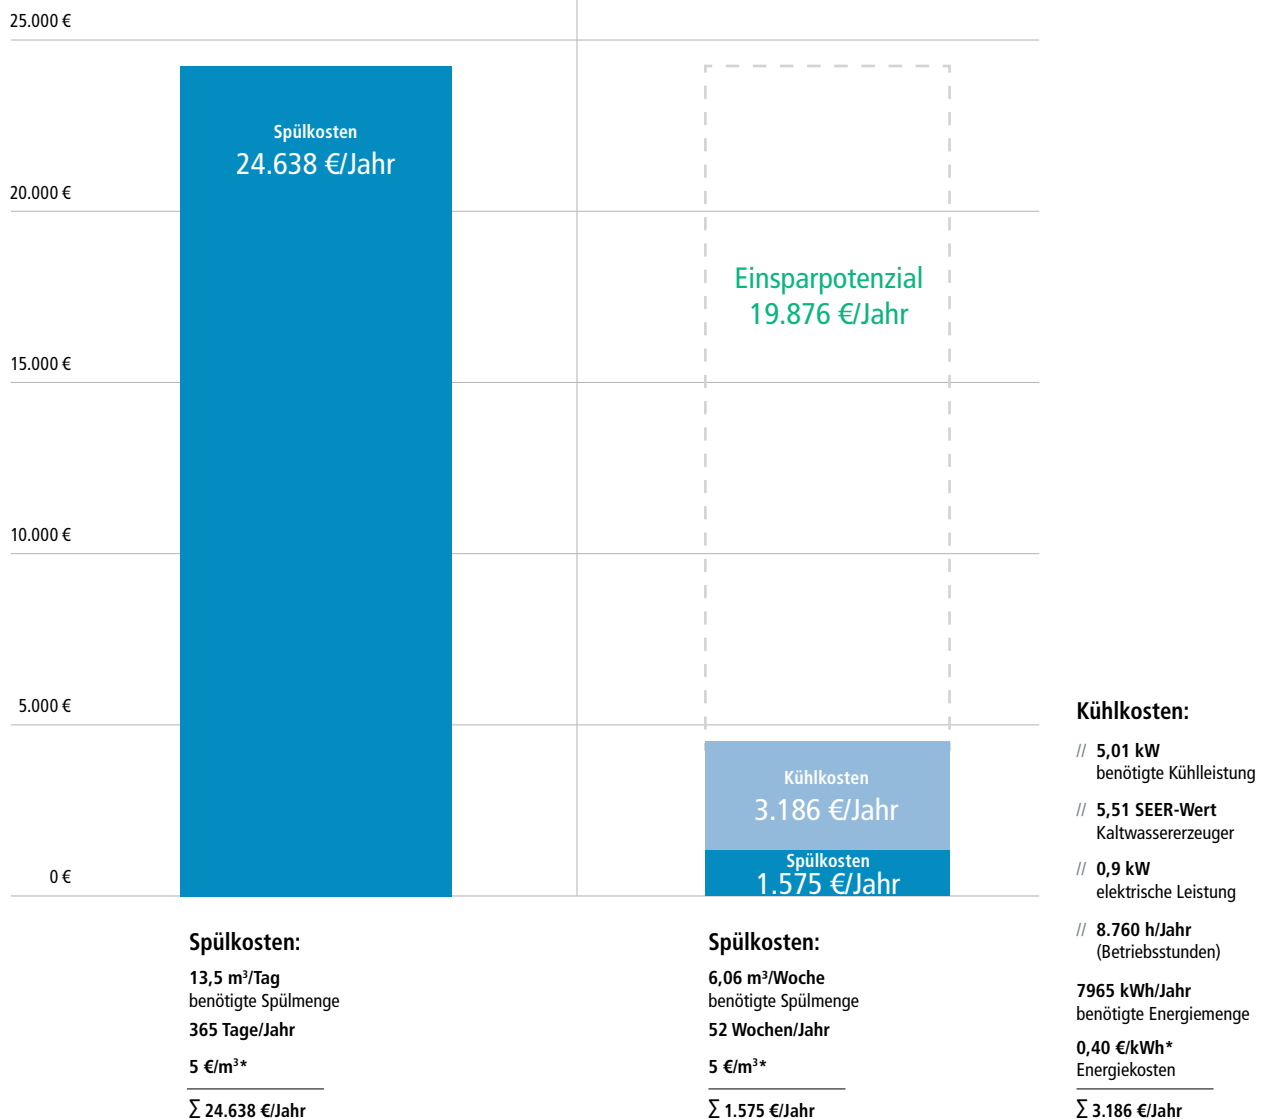 25.000 €
20.000 €
15.000 €
10.000 €
5.000 €
0 €
Spülkosten
24.638 €/Jahr
Einsparpotenzial
19.876 €/Jahr
Kühlkosten
3.186 €/Jahr
Spülkosten
1.575 €/Jahr
Spülkosten:
13,5 m³/Tag
benötigte Spülmenge
365 Tage/Jahr
5 €/m³*
∑ 24.638 €/Jahr
Spülkosten:
6,06 m³/Woche
benötigte Spülmenge
52 Wochen/Jahr
5 €/m³*
∑ 1.575 €/Jahr
Kühlkosten:
// 5,01 kW
benötigte Kühlleistung
// 5,51 SEER-Wert
Kaltwassererzeuger
// 0,9 kW
elektrische Leistung
// 8.760 h/Jahr
(Betriebsstunden)
7965 kWh/Jahr
benötigte Energiemenge
0,40 €/kWh*
Energiekosten
∑ 3.186 €/Jahr